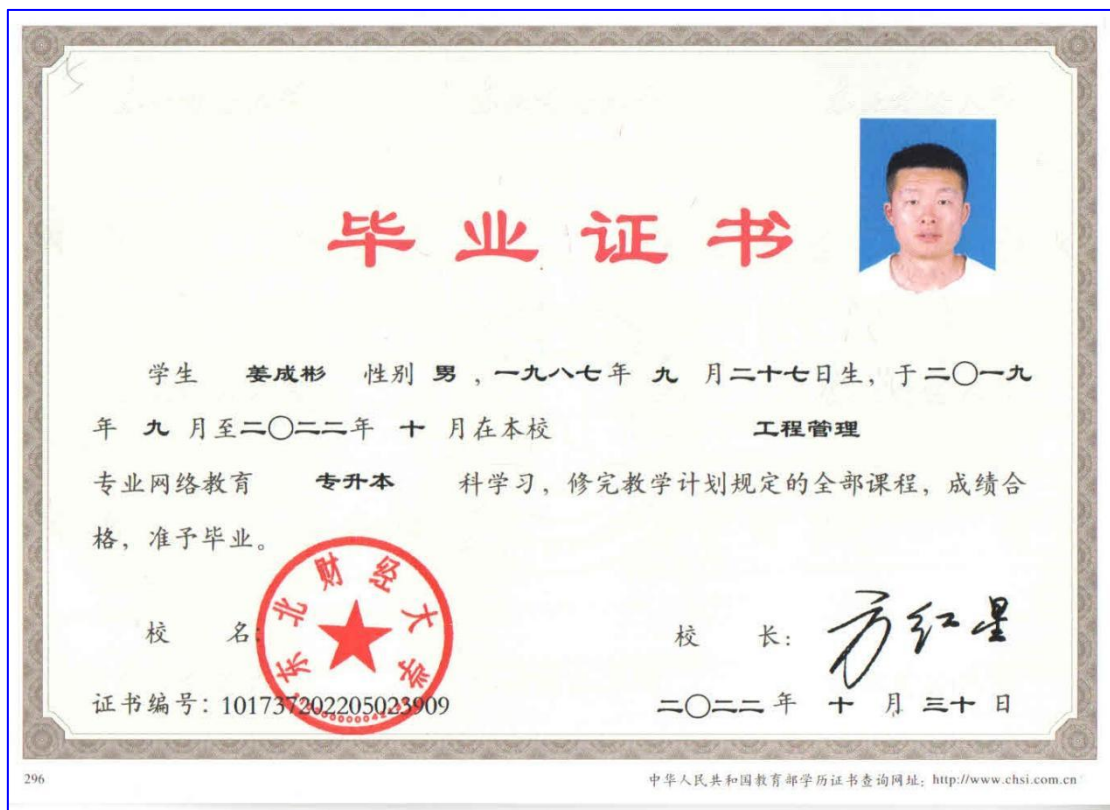 毕业证书
学生 姜成彬 性别 男 , 一九八七年 九 月二十七日生, 于二〇一九
年 九 月至二〇二二年 十 月在本校 工程管理
专业网络教育 专升本 科学习, 修完教学计划规定的全部课程, 成绩合
格, 准予毕业。
东北财经大学
校 名:
校 长: 方红星
证书编号: 101737202205023909
二〇二二 年 十 月 三十 日
296
中华人民共和国教育部学历证书查询网址: http://www.chsi.com.cn